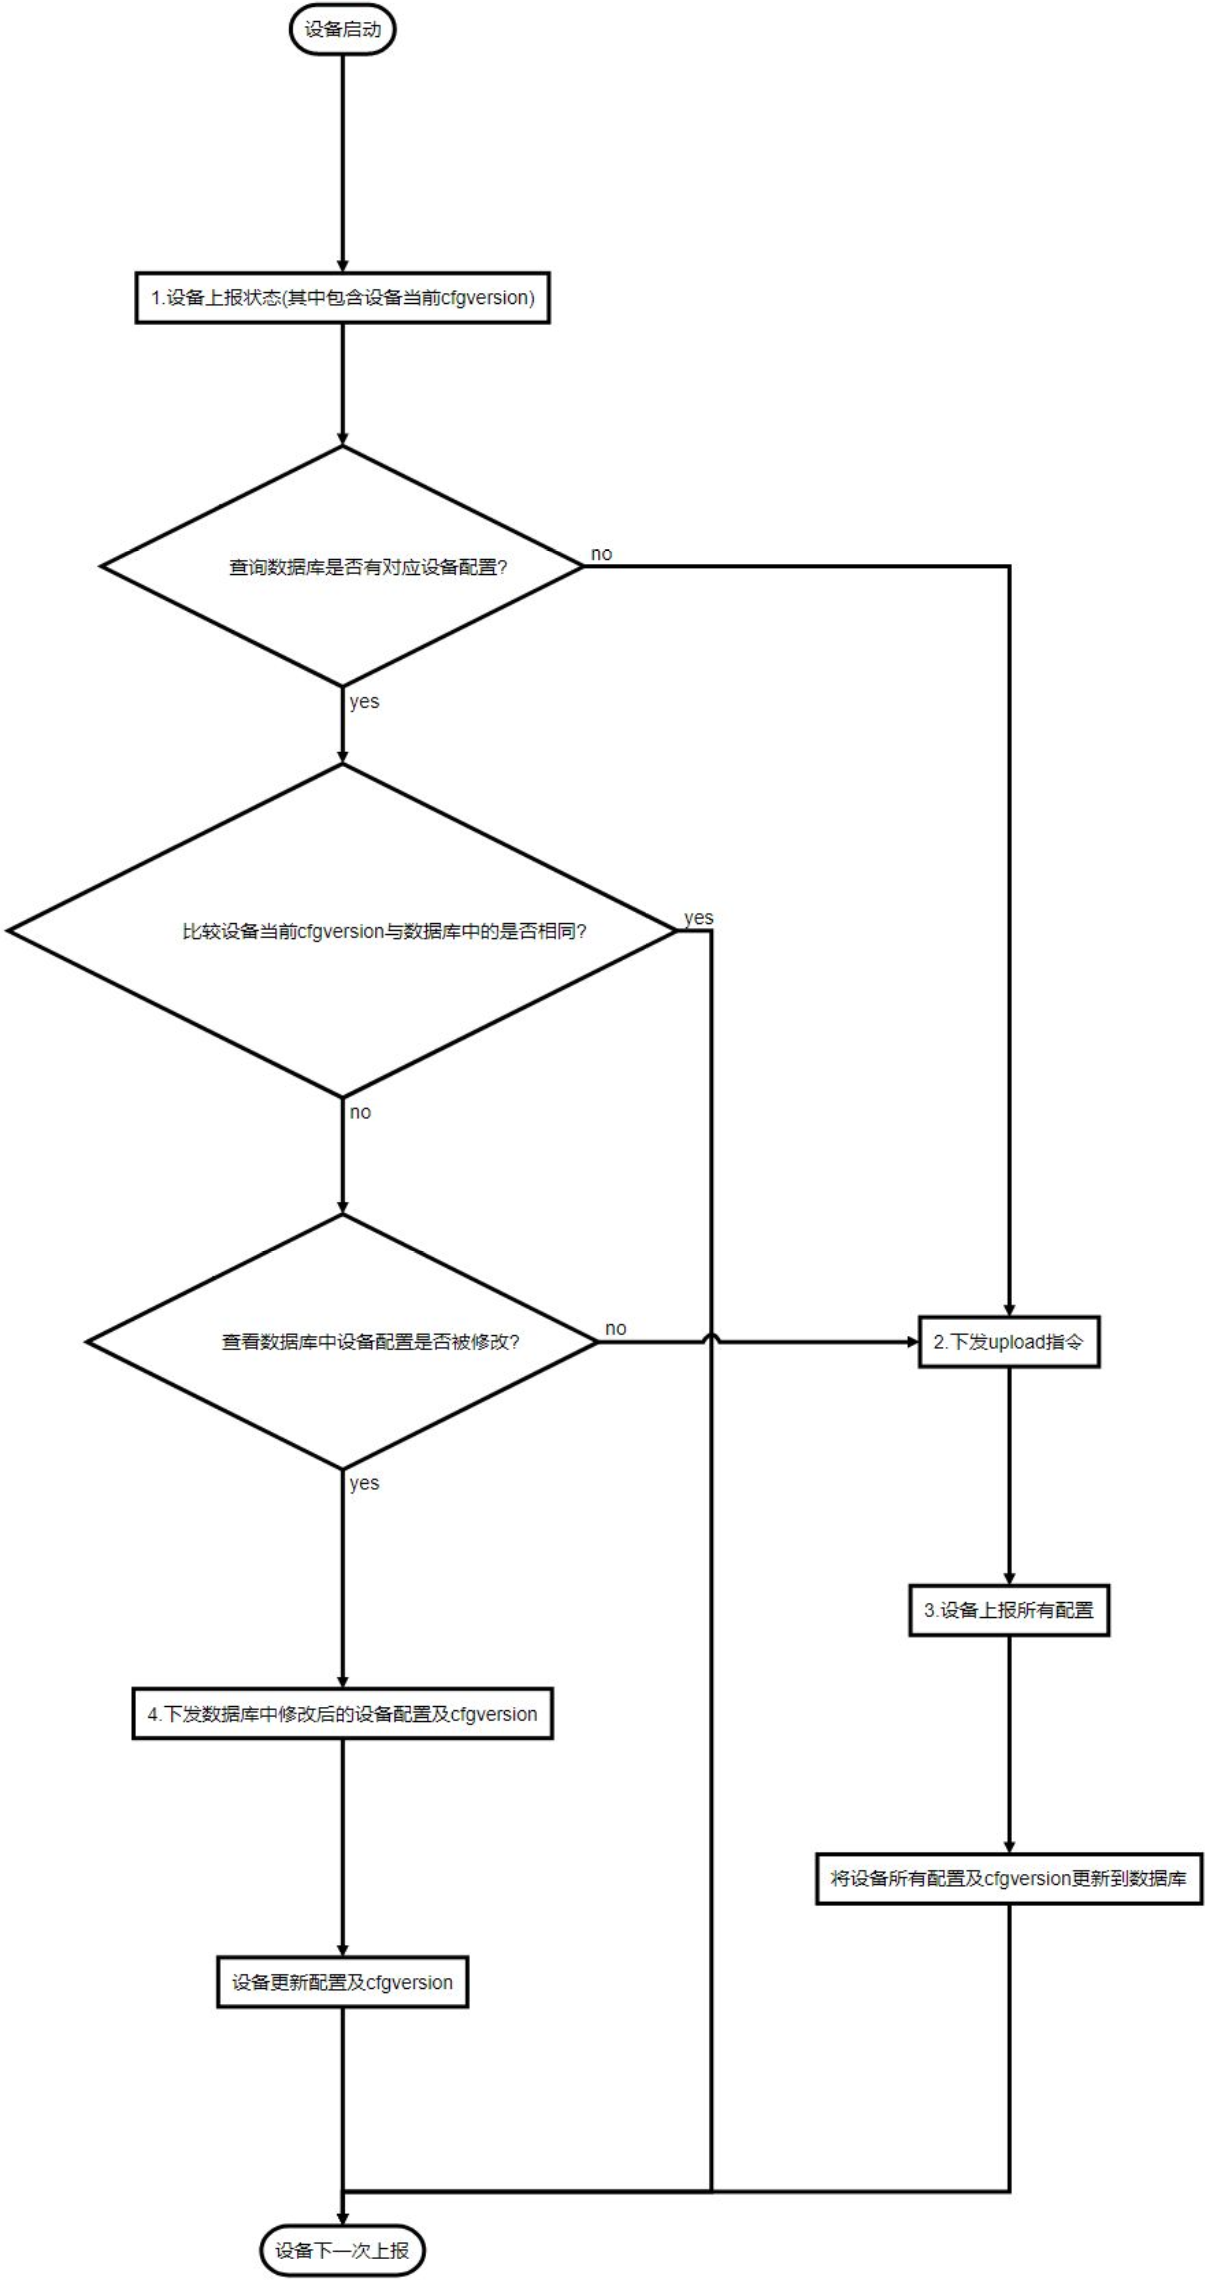 设备启动
1.设备上报状态(其中包含设备当前cfgversion)
查询数据库是否有对应设备配置?
no
yes
比较设备当前cfgversion与数据库中的是否相同?
yes
no
查看数据库中设备配置是否被修改?
no
2.下发upload指令
yes
3.设备上报所有配置
4.下发数据库中修改后的设备配置及cfgversion
将设备所有配置及cfgversion更新到数据库
设备更新配置及cfgversion
设备下一次上报